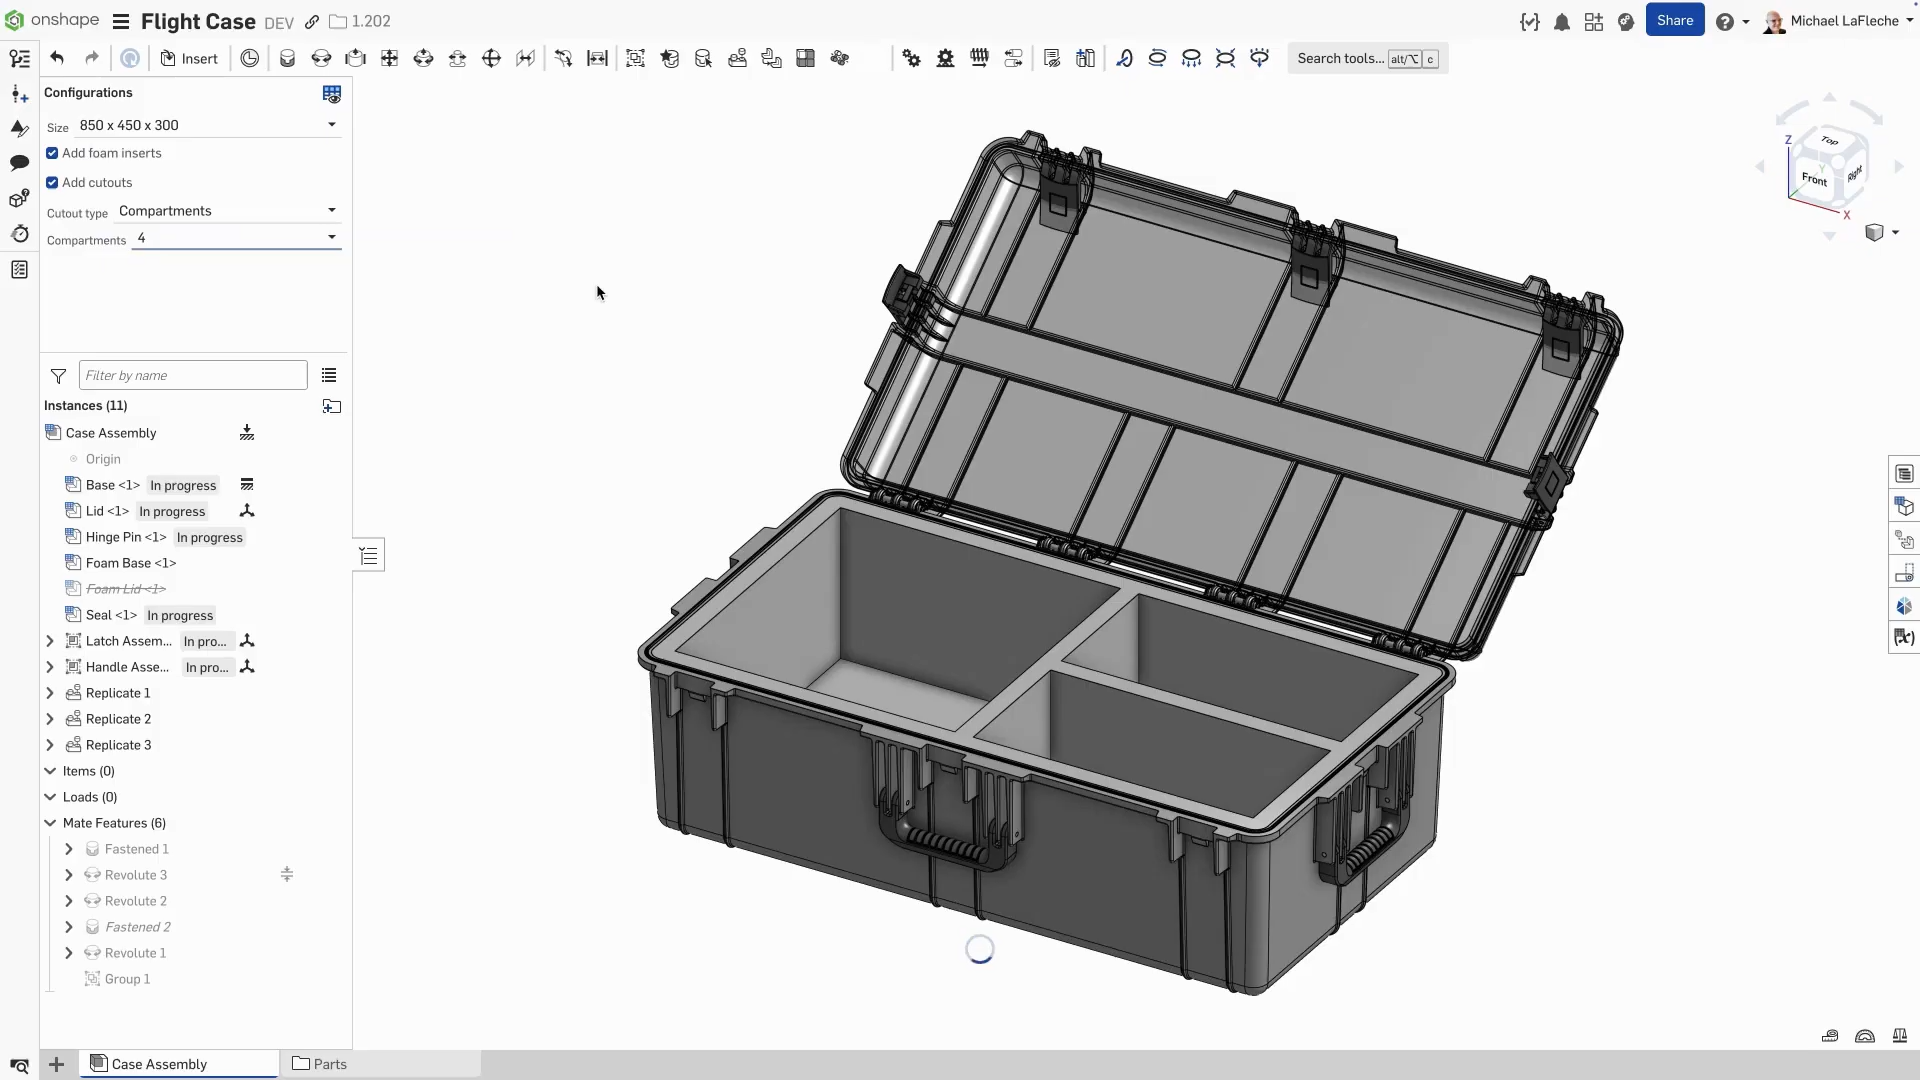 onshape Flight Case DEV 1.202 Share Michael LaFleche
Insert Search tools... alt/⌥ c
Configurations
Size 850 x 450 x 300
Add foam inserts
Add cutouts
Cutout type Compartments
Compartments 4
Filter by name
Instances (11)
Case Assembly
Origin
Base <1> In progress
Lid <1> In progress
Hinge Pin <1> In progress
Foam Base <1>
Foam Lid <1>
Seal <1> In progress
Latch Assem... In pro...
Handle Asse... In pro...
Replicate 1
Replicate 2
Replicate 3
Items (0)
Loads (0)
Mate Features (6)
Fastened 1
Revolute 3
Revolute 2
Fastened 2
Revolute 1
Group 1
Z
Top
Y
Front
Right
X
(x)
Case Assembly Parts